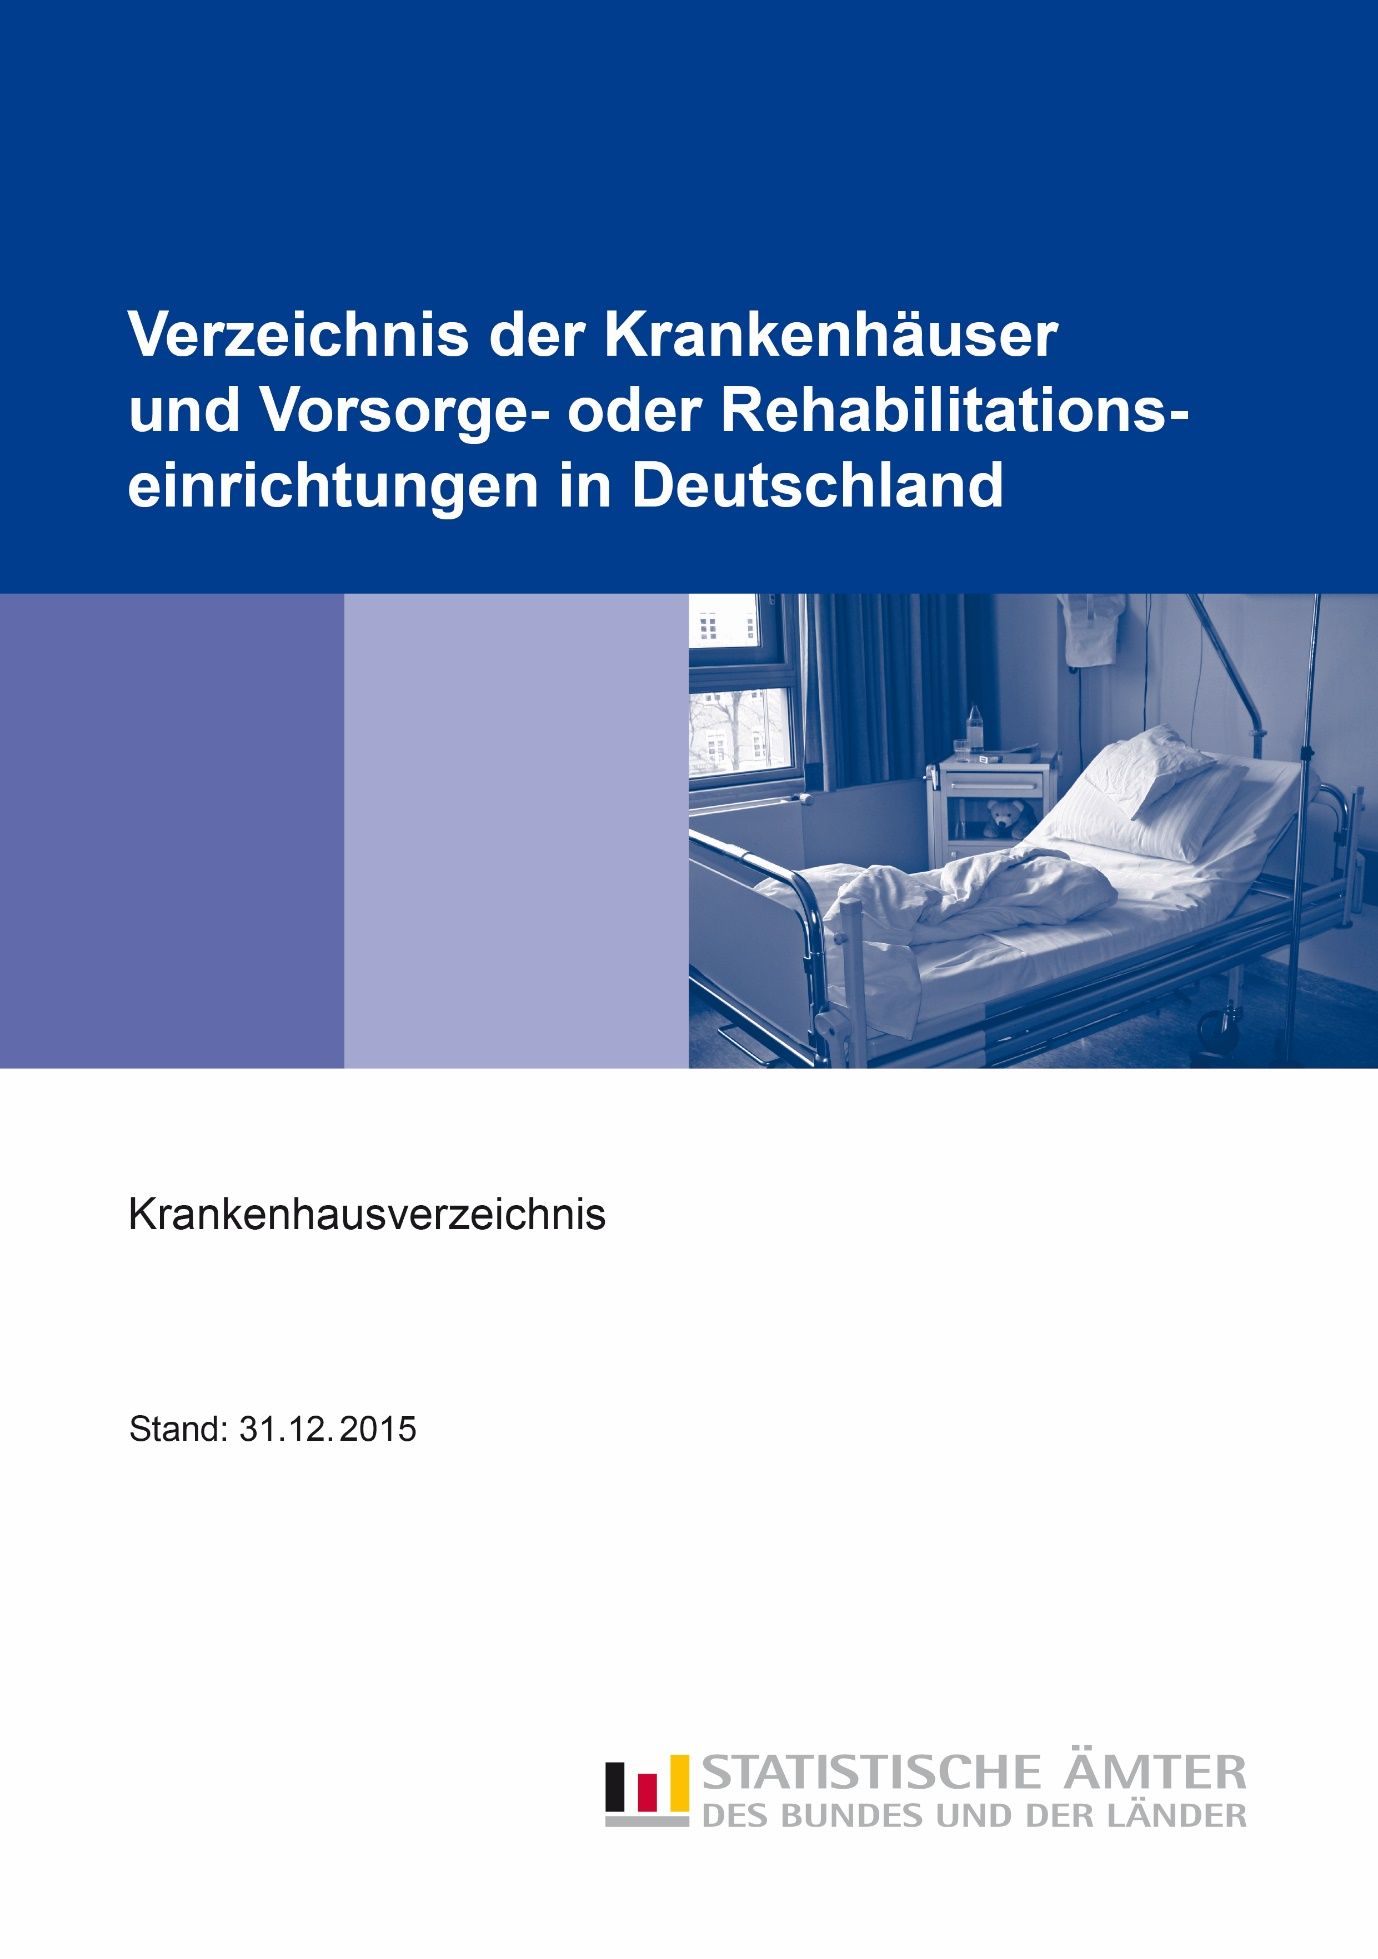 Verzeichnis der Krankenhäuser
und Vorsorge- oder Rehabilitations-
einrichtungen in Deutschland
Krankenhausverzeichnis
Stand: 31.12.2015
STATISTISCHE ÄMTER
DES BUNDES UND DER LÄNDER